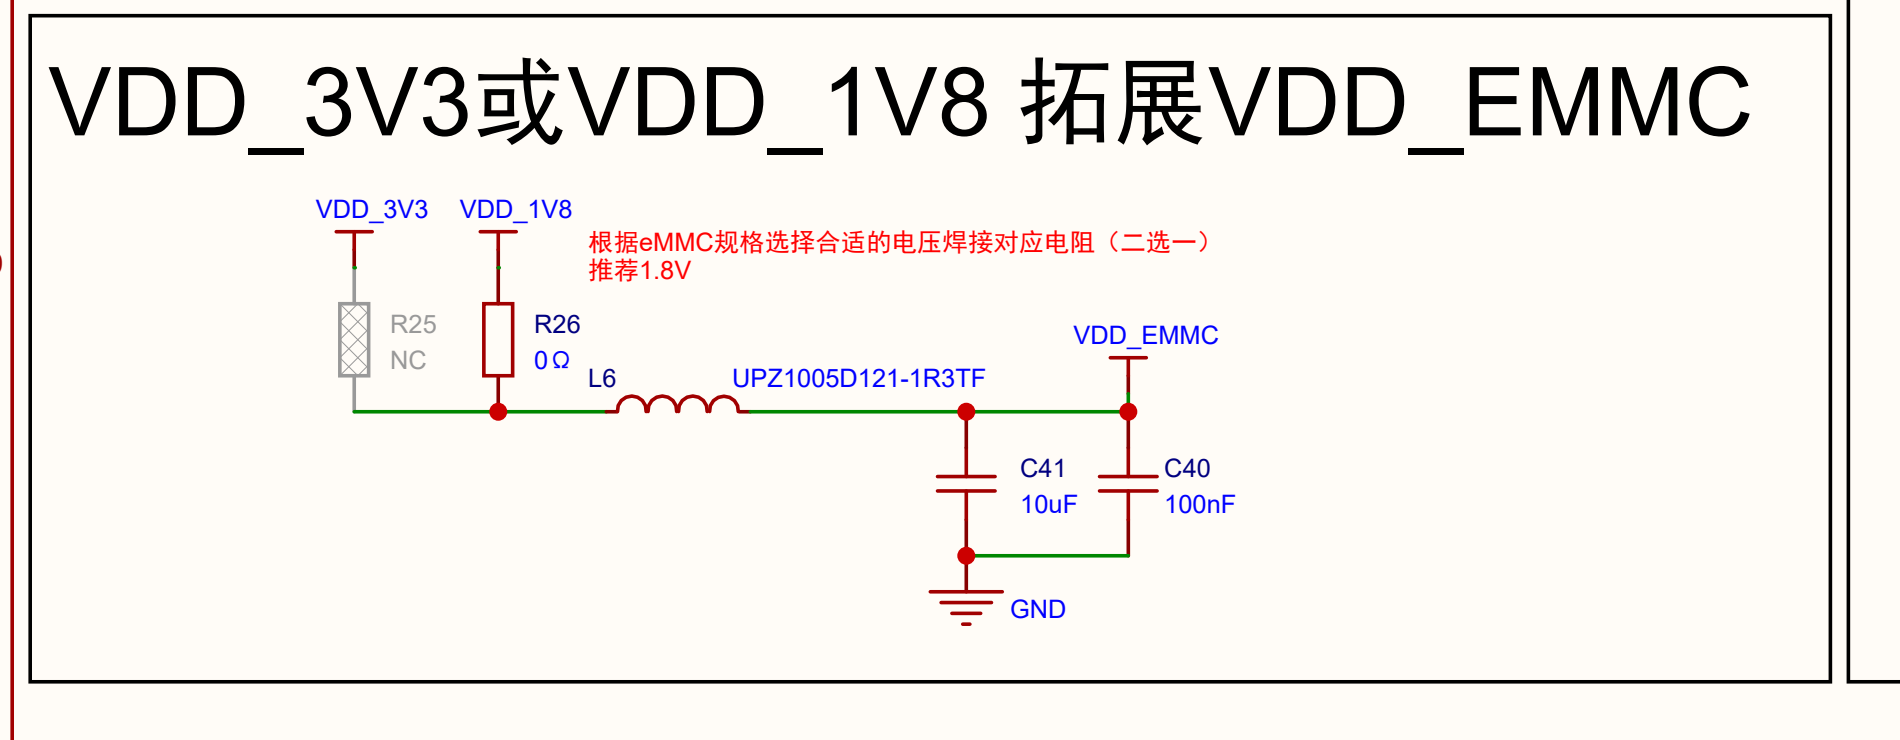 VDD_3V3或VDD_1V8 拓展VDD_EMMC
VDD_3V3
VDD_1V8
根据eMMC规格选择合适的电压焊接对应电阻（二选一）
推荐1.8V
R25
NC
R26
0Ω
L6
UPZ1005D121-1R3TF
VDD_EMMC
C41
10uF
C40
100nF
GND